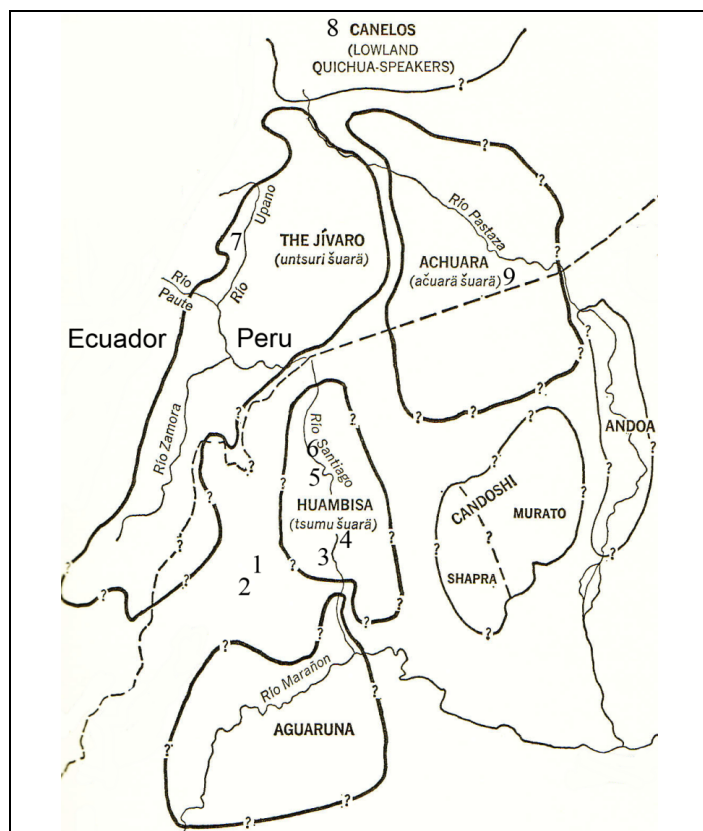 8 CANELOS
(LOWLAND
QUICHUA-SPEAKERS)
?
?
?
Río Pastaza
Upano
7
THE JÍVARO
(untsuri šuarä)
ACHUARA
(ačuarä šuarä) 9
?
Río
Paute
Río
Ecuador
Peru
?
?
?
?
?
?
Río Zamora
Río Santiago
6
5
?
?
?
?
ANDOA
?
CANDOSHI
MURATO
?
?
HUAMBISA
(tsumu šuarä)
4
3
?
?
?
SHAPRA
?
?
?
1
2
?
?
?
?
?
?
?
?
Río Marañon
AGUARUNA
?
?
?
?
?